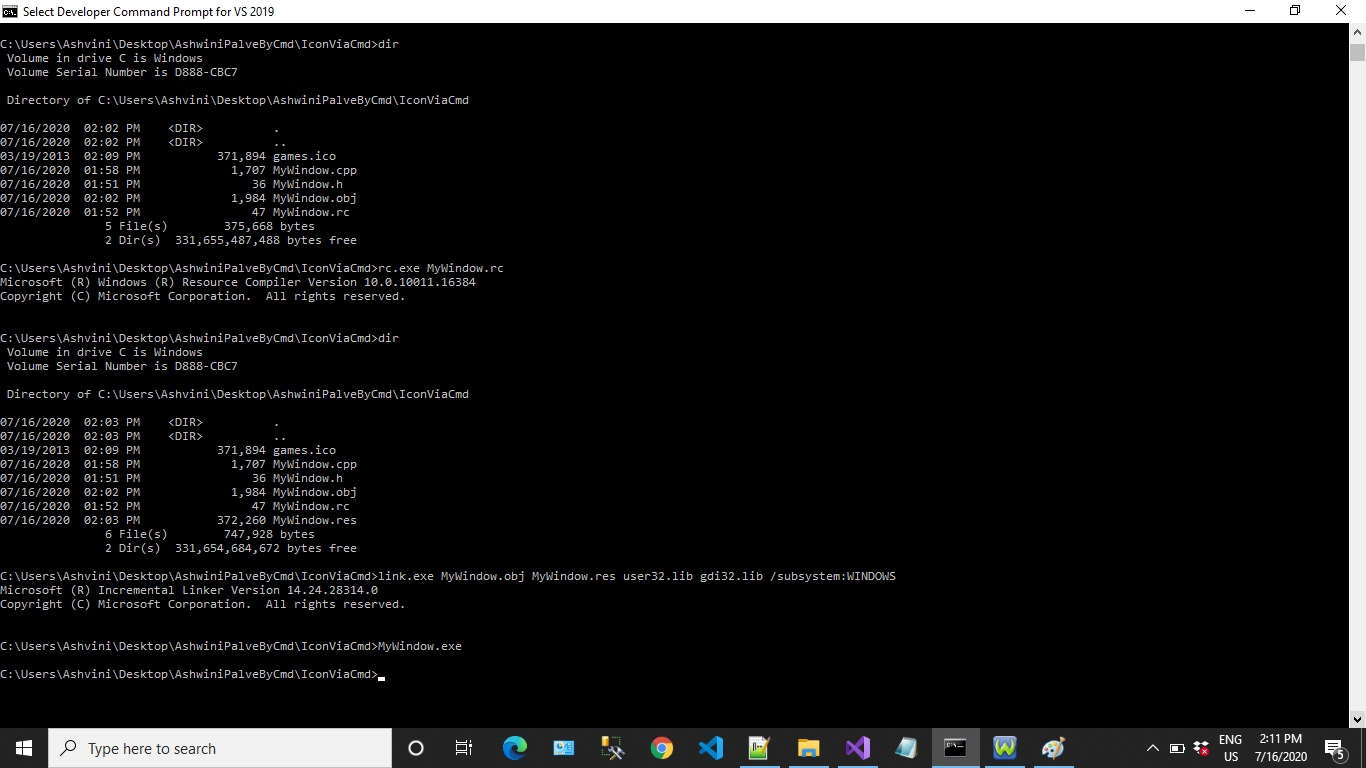 Select Developer Command Prompt for VS 2019
C:\Users\Ashvini\Desktop\AshwiniPalveByCmd\IconViaCmd>dir
Volume in drive C is Windows
Volume Serial Number is D888-CBC7
Directory of C:\Users\Ashvini\Desktop\AshwiniPalveByCmd\IconViaCmd
07/16/2020  02:02 PM    <DIR>          .
07/16/2020  02:02 PM    <DIR>          ..
03/19/2013  02:09 PM           371,894 games.ico
07/16/2020  01:58 PM             1,707 MyWindow.cpp
07/16/2020  01:51 PM                36 MyWindow.h
07/16/2020  02:02 PM             1,984 MyWindow.obj
07/16/2020  01:52 PM                47 MyWindow.rc
5 File(s)        375,668 bytes
2 Dir(s)  331,655,487,488 bytes free
C:\Users\Ashvini\Desktop\AshwiniPalveByCmd\IconViaCmd>rc.exe MyWindow.rc
Microsoft (R) Windows (R) Resource Compiler Version 10.0.10011.16384
Copyright (C) Microsoft Corporation.  All rights reserved.
C:\Users\Ashvini\Desktop\AshwiniPalveByCmd\IconViaCmd>dir
Volume in drive C is Windows
Volume Serial Number is D888-CBC7
Directory of C:\Users\Ashvini\Desktop\AshwiniPalveByCmd\IconViaCmd
07/16/2020  02:03 PM    <DIR>          .
07/16/2020  02:03 PM    <DIR>          ..
03/19/2013  02:09 PM           371,894 games.ico
07/16/2020  01:58 PM             1,707 MyWindow.cpp
07/16/2020  01:51 PM                36 MyWindow.h
07/16/2020  02:02 PM             1,984 MyWindow.obj
07/16/2020  01:52 PM                47 MyWindow.rc
07/16/2020  02:03 PM           372,260 MyWindow.res
6 File(s)        747,928 bytes
2 Dir(s)  331,654,684,672 bytes free
C:\Users\Ashvini\Desktop\AshwiniPalveByCmd\IconViaCmd>link.exe MyWindow.obj MyWindow.res user32.lib gdi32.lib /subsystem:WINDOWS
Microsoft (R) Incremental Linker Version 14.24.28314.0
Copyright (C) Microsoft Corporation.  All rights reserved.
C:\Users\Ashvini\Desktop\AshwiniPalveByCmd\IconViaCmd>MyWindow.exe
C:\Users\Ashvini\Desktop\AshwiniPalveByCmd\IconViaCmd>
Type here to search
ENG
US
2:11 PM
7/16/2020
5